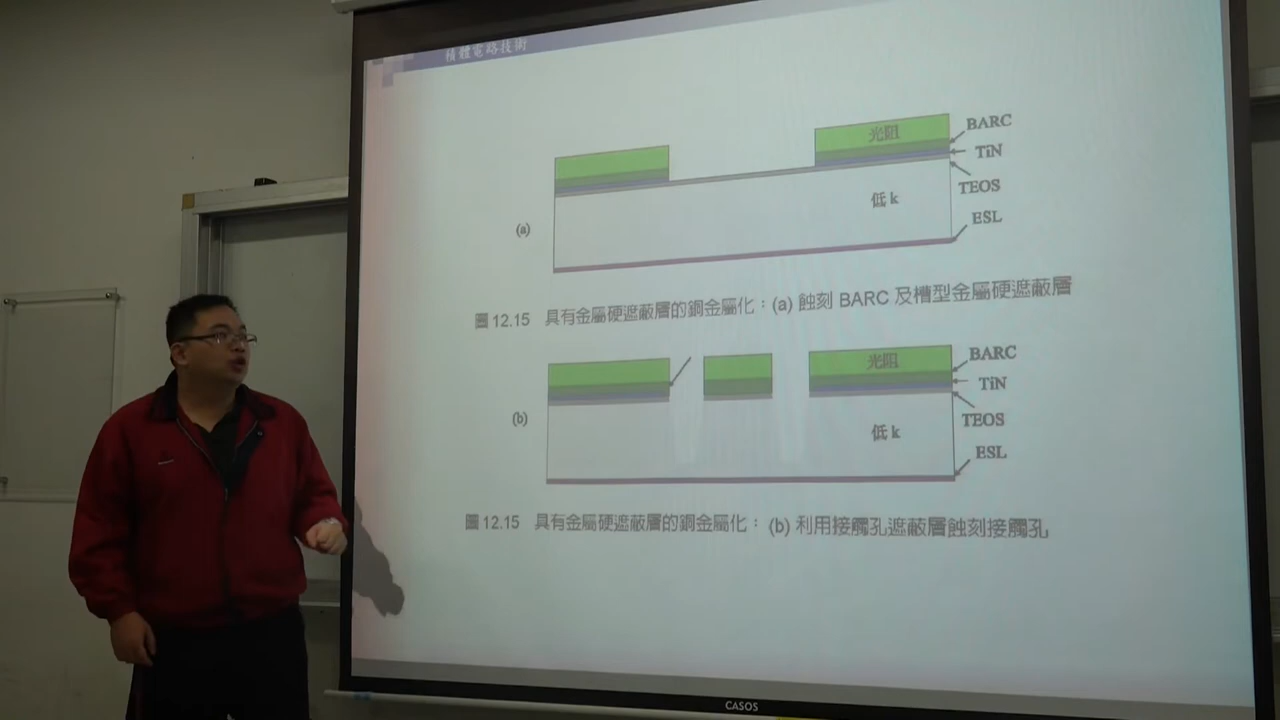 積體電路技術
光阻
BARC
TiN
TEOS
低 k
ESL
(a)
圖 12.15 具有金屬硬遮蔽層的銅金屬化：(a) 蝕刻 BARC 及槽型金屬硬遮蔽層
光阻
BARC
TiN
(b)
TEOS
低 k
ESL
圖 12.15 具有金屬硬遮蔽層的銅金屬化： (b) 利用接觸孔遮蔽層蝕刻接觸孔
CASOS